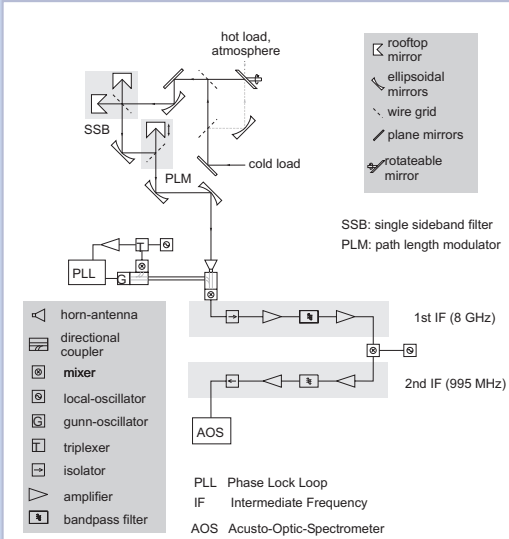 hot load,
atmosphere
SSB
PLM
cold load
rooftop
mirror
ellipsoidal
mirrors
wire grid
plane mirrors
rotateable
mirror
SSB: single sideband filter
PLM: path length modulator
PLL
T
G
horn-antenna
directional
coupler
mixer
local-oscillator
G gunn-oscillator
T triplexer
isolator
amplifier
bandpass filter
1st IF (8 GHz)
2nd IF (995 MHz)
AOS
PLL Phase Lock Loop
IF Intermediate Frequency
AOS Acusto-Optic-Spectrometer